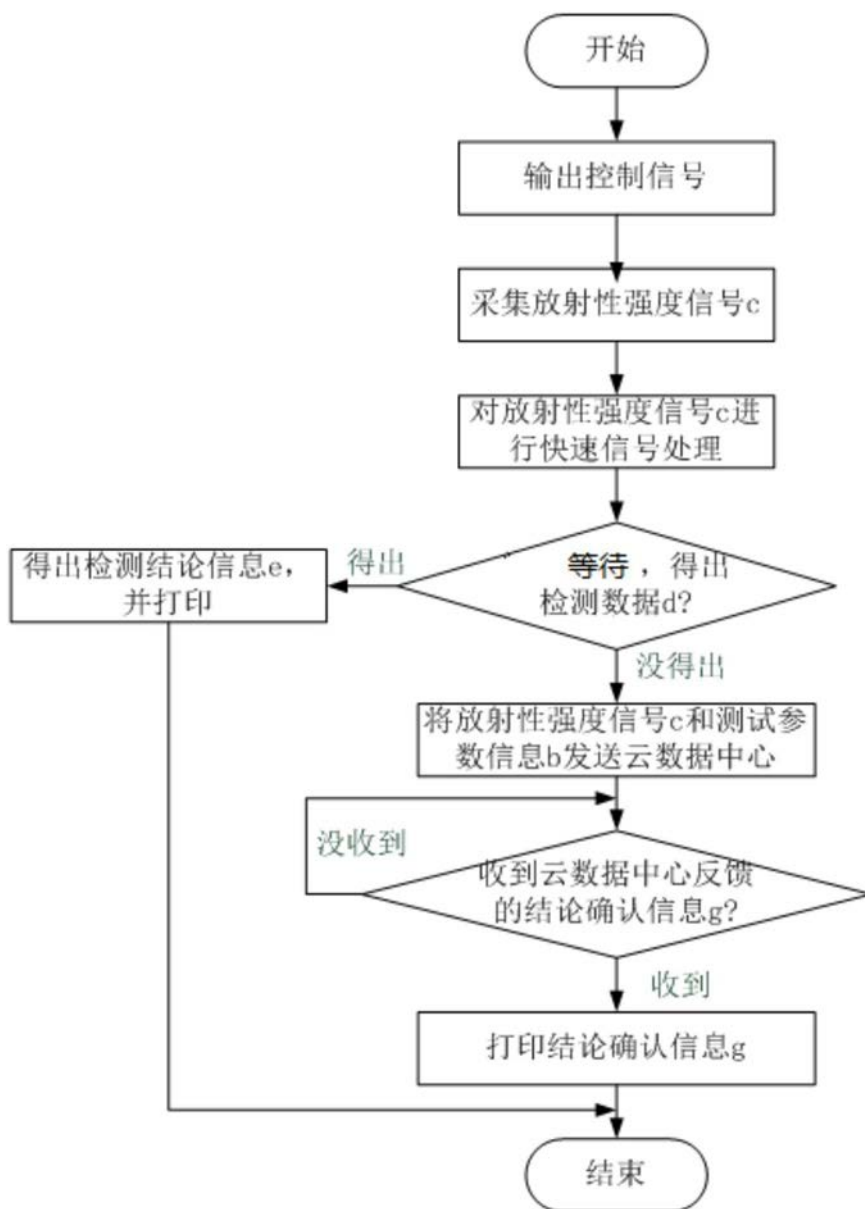 开始
输出控制信号
采集放射性强度信号c
对放射性强度信号c进
行快速信号处理
得出检测结论信息e，
并打印
得出
等待，得出
检测数据d?
没得出
将放射性强度信号c和测试参
数信息b发送云数据中心
没收到
收到云数据中心反馈
的结论确认信息g?
收到
打印结论确认信息g
结束